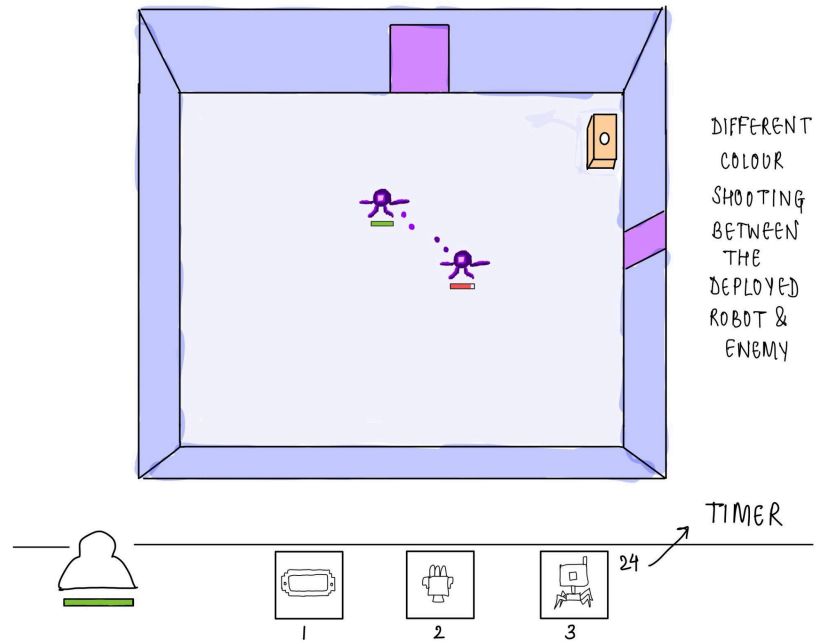 DIFFERENT
COLOUR
SHOOTING
BETWEEN
THE
DEPLOYED
ROBOT &
ENEMY
TIMER
24
1
2
3